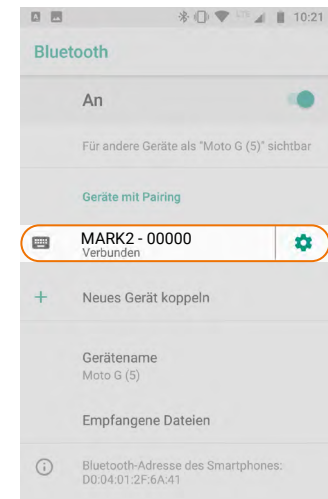 10:21
Bluetooth
An
Für andere Geräte als "Moto G (5)" sichtbar
Geräte mit Pairing
MARK2 - 00000
Verbunden
+ Neues Gerät koppeln
Gerätename
Moto G (5)
Empfangene Dateien
Bluetooth-Adresse des Smartphones:
D0:04:01:2F:6A:41